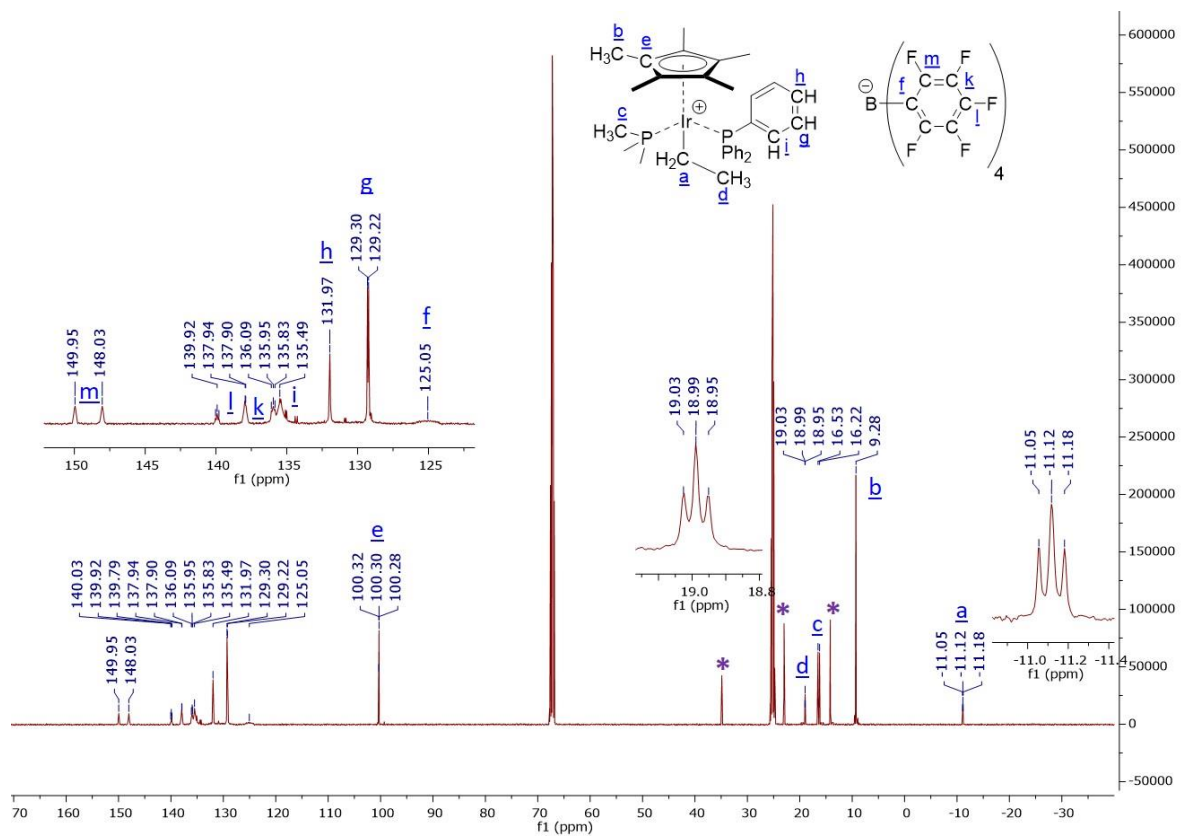 b
H3C
e
c
H3C
P
Ir
⊕
P
Ph2
h
CH
CH
g
C
H
i
H2C
a
CH3
d
⊖
B
f
F
m
F
k
F
l
F
F
4
g
129.30
129.22
h
131.97
f
125.05
149.95
148.03
m
139.92
137.94
137.90
136.09
135.95
135.83
135.49
l
k
i
150 145 140 135 130 125
f1 (ppm)
19.03
18.99
18.95
19.0 18.8
f1 (ppm)
19.03
18.99
18.95
16.53
16.22
9.28
b
-11.05
-11.12
-11.18
-11.0 -11.2 -11.4
f1 (ppm)
140.03
139.92
139.79
137.94
137.90
136.09
135.95
135.83
135.49
131.97
129.30
129.22
125.05
149.95
148.03
e
100.32
100.30
100.28
*
*
*
d
c
a
-11.05
-11.12
-11.18
600000
550000
500000
450000
400000
350000
300000
250000
200000
150000
100000
50000
0
-50000
70 150 140 130 120 110 100 90 80 70 60 50 40 30 20 10 0 -10 -20 -30
f1 (ppm)